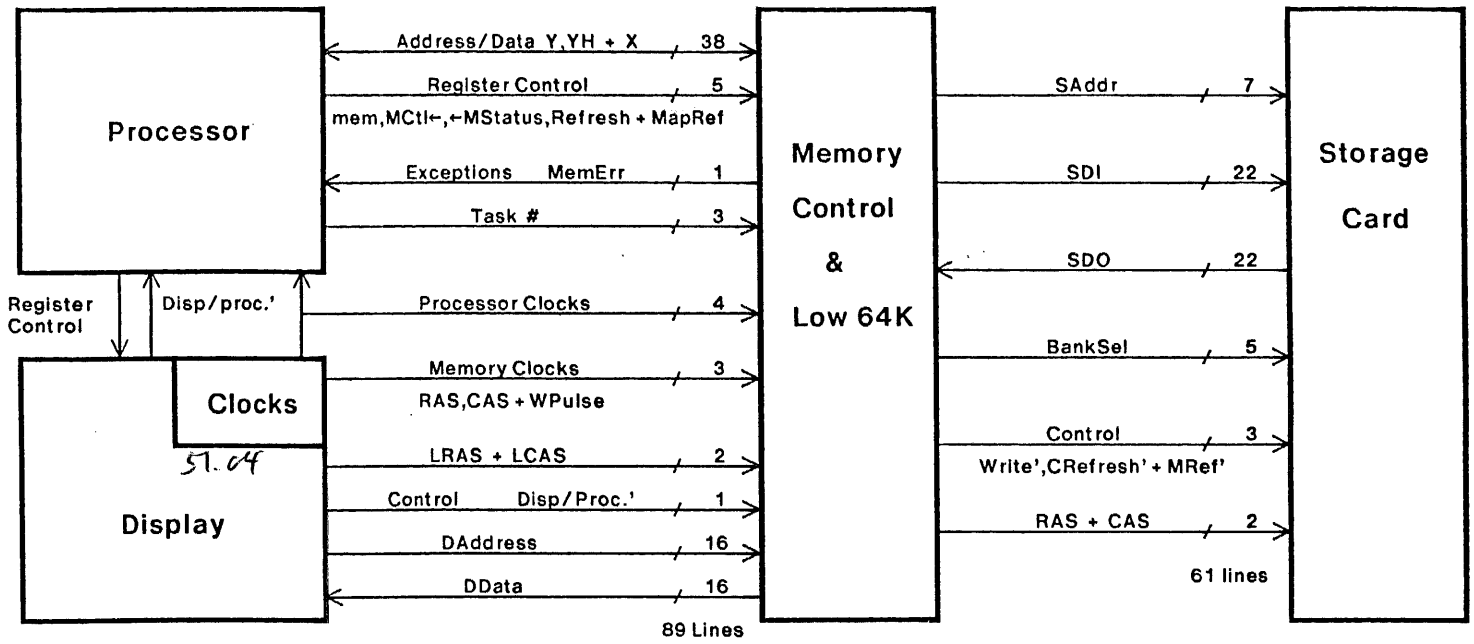 Processor
Address/Data Y,YH + X / 38
Register Control / 5
mem,MCtl←,←MStatus,Refresh + MapRef
Exceptions MemErr / 1
Task # / 3
Register
Control
Disp/proc.'
Processor Clocks / 4
Clocks
Memory Clocks / 3
RAS,CAS + WPulse
51.04
Display
LRAS + LCAS / 2
Control Disp/Proc.' / 1
DAddress / 16
DData / 16
89 Lines
Memory
Control
&
Low 64K
SAddr / 7
SDI / 22
SDO / 22
BankSel / 5
Control / 3
Write',CRefresh' + MRef'
RAS + CAS / 2
61 lines
Storage
Card